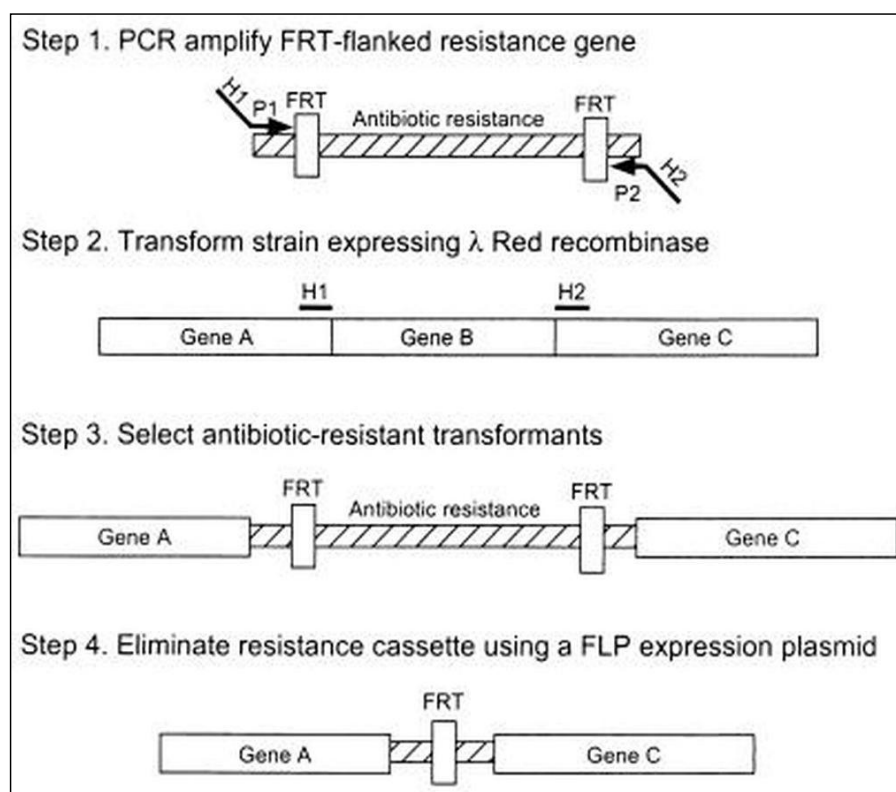 Step 1. PCR amplify FRT-flanked resistance gene
H1
P1
FRT
Antibiotic resistance
FRT
P2
H2
Step 2. Transform strain expressing λ Red recombinase
H1
H2
Gene A
Gene B
Gene C
Step 3. Select antibiotic-resistant transformants
FRT
Antibiotic resistance
FRT
Gene A
Gene C
Step 4. Eliminate resistance cassette using a FLP expression plasmid
FRT
Gene A
Gene C